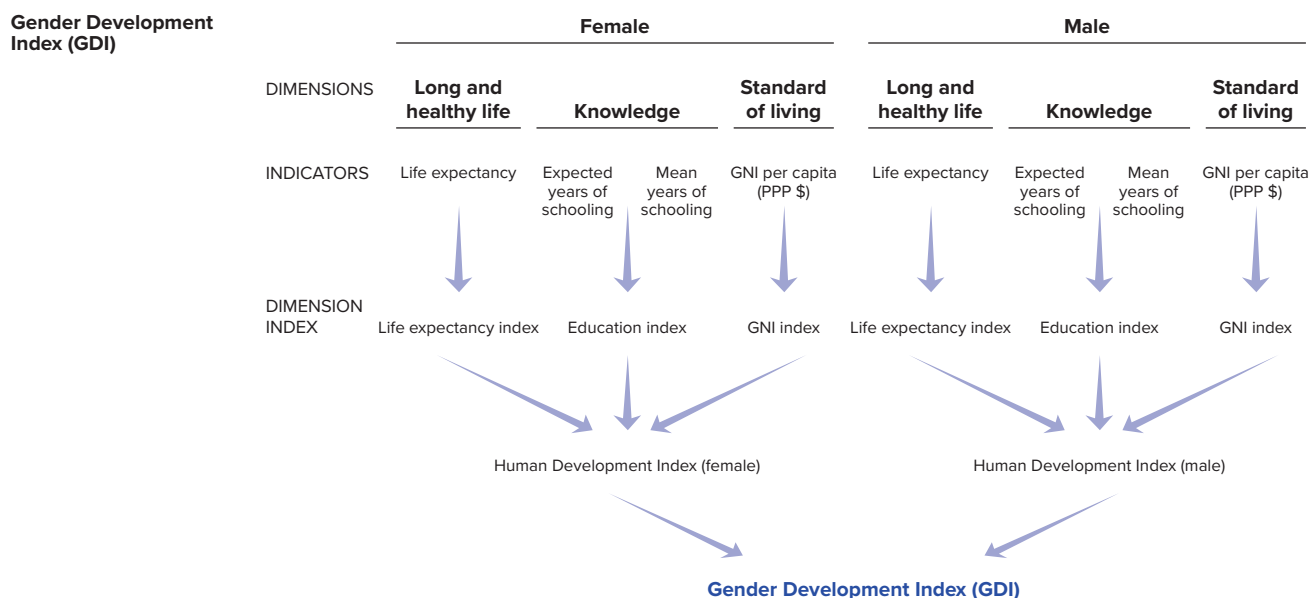 Gender Development
Index (GDI)
Female
Male
DIMENSIONS
Long and
healthy life
Knowledge
Standard
of living
Long and
healthy life
Knowledge
Standard
of living
INDICATORS
Life expectancy
Expected
years of
schooling
Mean
years of
schooling
GNI per capita
(PPP $)
Life expectancy
Expected
years of
schooling
Mean
years of
schooling
GNI per capita
(PPP $)
DIMENSION
INDEX
Life expectancy index
Education index
GNI index
Life expectancy index
Education index
GNI index
Human Development Index (female)
Human Development Index (male)
Gender Development Index (GDI)